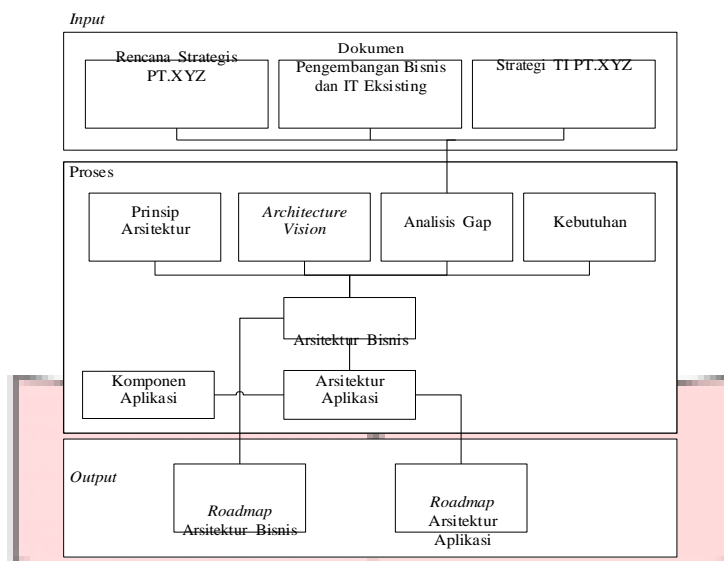 Input
Rencana Strategis
PT.XYZ
Dokumen
Pengembangan Bisnis
dan IT Eksisting
Strategi TI PT.XYZ
Proses
Prinsip
Arsitektur
Architecture
Vision
Analisis Gap
Kebutuhan
Arsitektur Bisnis
Komponen
Aplikasi
Arsitektur
Aplikasi
Output
Roadmap
Arsitektur Bisnis
Roadmap
Arsitektur
Aplikasi